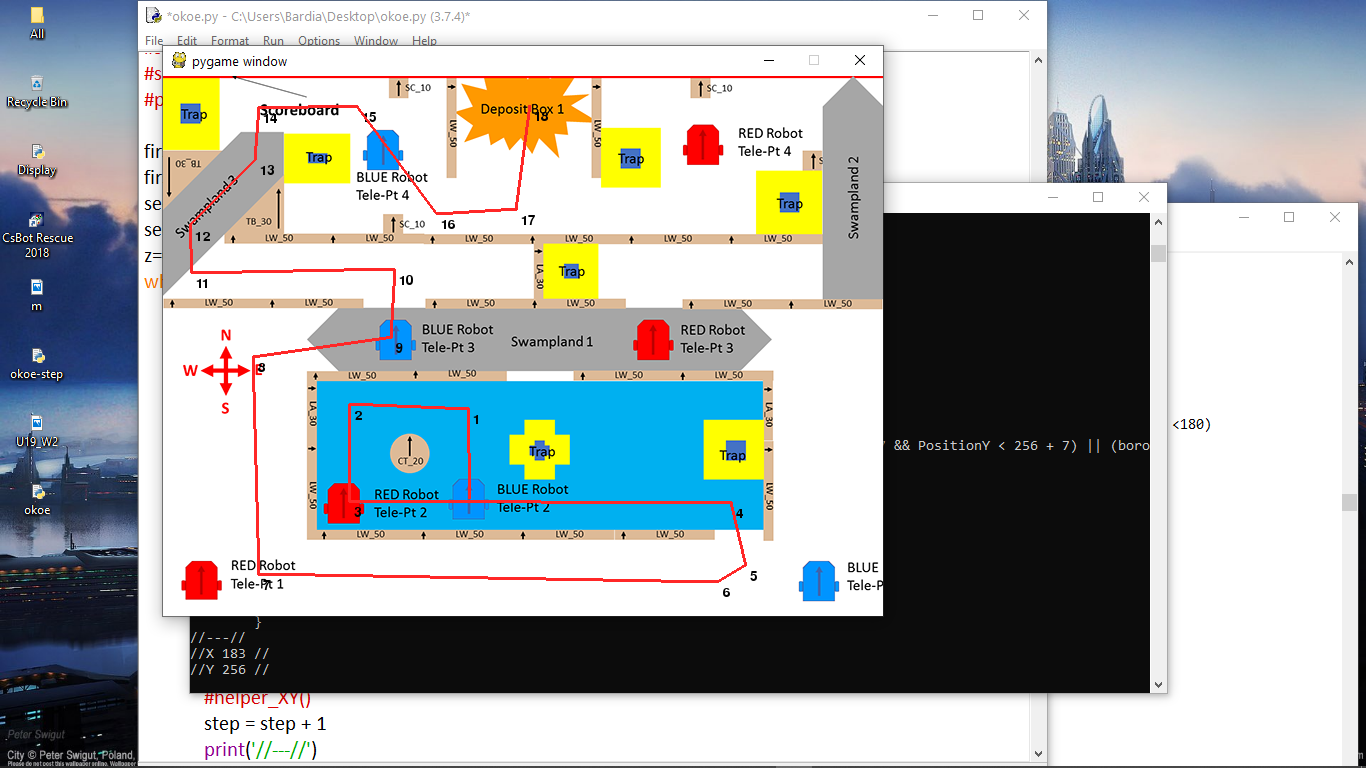 All
Recycle Bin
Display
CsBot Rescue
2018
m
okoe-step
U19_W2
okoe
*okoe.py - C:\Users\Bardia\Desktop\okoe.py (3.7.4)*
File Edit Format Run Options Window Help
pygame window
Trap
Scoreboard
SC_10
Deposit Box 1
SC_10
14
15
18
LW_50
LW_50
RED Robot
Tele-Pt 4
Trap
Trap
TB_30
13
BLUE Robot
Tele-Pt 4
Trap
Swampland 3
TB_30
SC_10
16
17
Swampland 2
12
LW_50 LW_50 LW_50 LW_50 LW_50 LW_50
11
10
LA_30
Trap
LW_50 LW_50 LW_50 LW_50 LW_50 LW_50
N
W
E
S
8
9
BLUE Robot
Tele-Pt 3
Swampland 1
RED Robot
Tele-Pt 3
LW_50 LW_50 LW_50 LW_50
LA_30
LA_30
2
1
CT_20
Trap
Trap
LW_50
LW_50
RED Robot
Tele-Pt 2
BLUE Robot
Tele-Pt 2
3
4
LW_50 LW_50 LW_50 LW_50
RED Robot
Tele-Pt 1
7
5
6
BLUE
Tele-P
<180)
&& PositionY < 256 + 7) || (boro
}
//---//
//X 183 //
//Y 256 //
#helper_XY()
step = step + 1
print('//---//')
Peter Swigut
City © Peter Swigut, Poland,